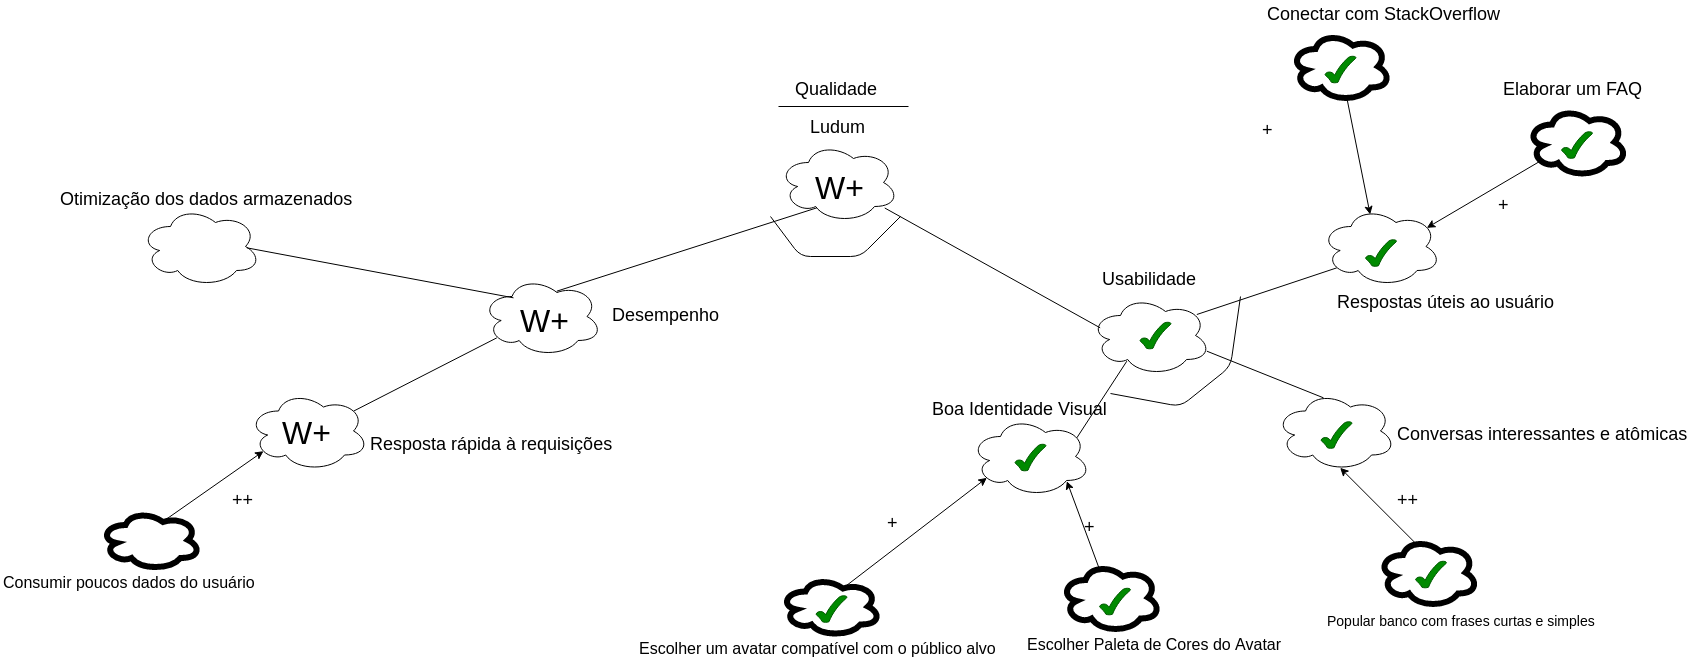 Conectar com StackOverflow
Qualidade
Elaborar um FAQ
Ludum
+
W+
Otimização dos dados armazenados
+
Usabilidade
Respostas úteis ao usuário
W+
Desempenho
Boa Identidade Visual
W+
Resposta rápida à requisições
Conversas interessantes e atômicas
++
++
+
+
Consumir poucos dados do usuário
Popular banco com frases curtas e simples
Escolher um avatar compatível com o público alvo
Escolher Paleta de Cores do Avatar